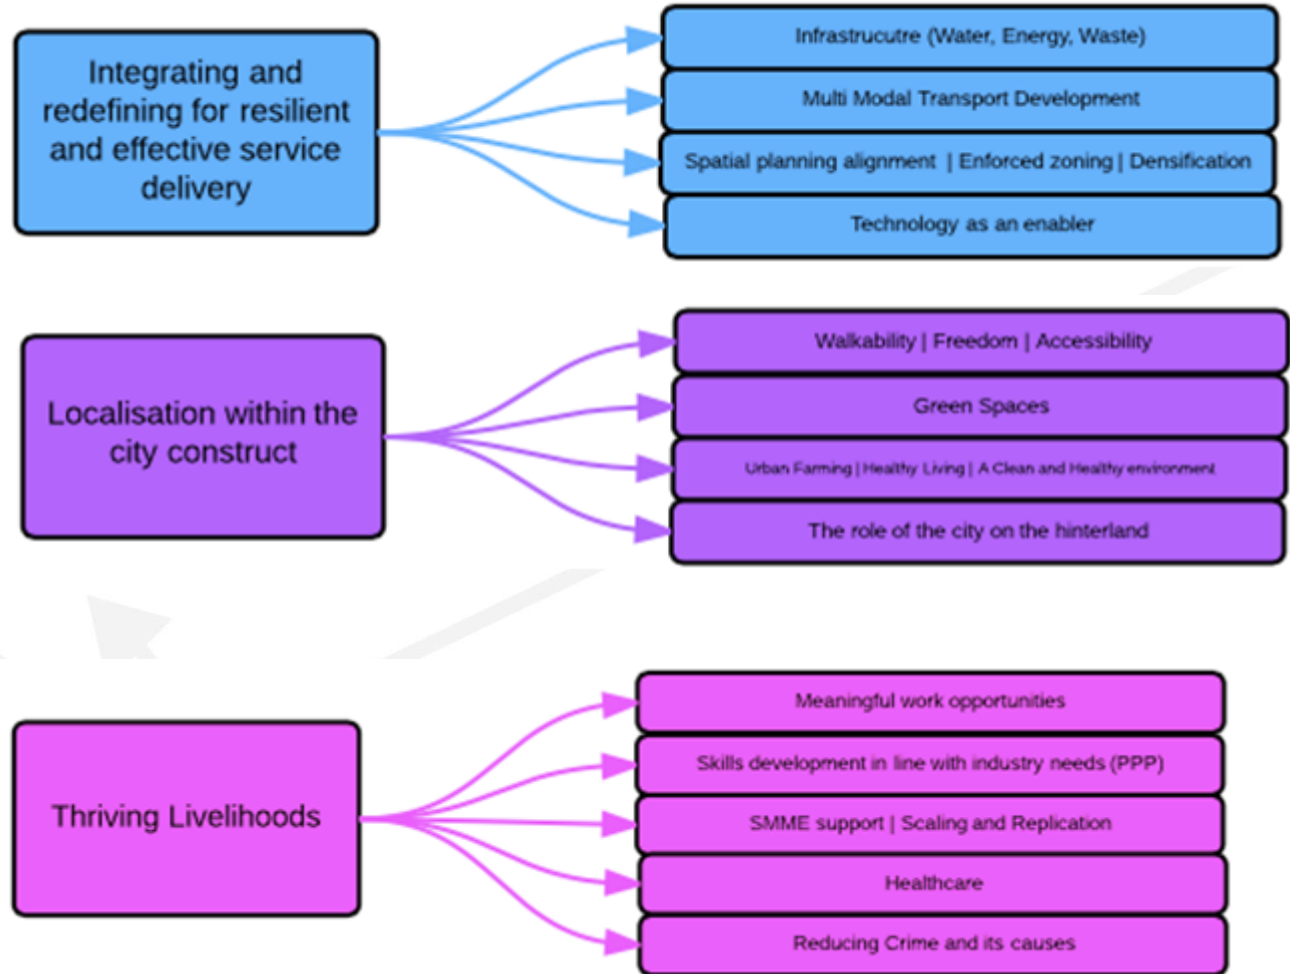 Integrating and
redefining for resilient
and effective service
delivery
Infrastrucutre (Water, Energy, Waste)
Multi Modal Transport Development
Spatial planning alignment | Enforced zoning | Densification
Technology as an enabler
Localisation within the
city construct
Walkability | Freedom | Accessibility
Green Spaces
Urban Farming | Healthy Living | A Clean and Healthy environment
The role of the city on the hinterland
Thriving Livelihoods
Meaningful work opportunities
Skills development in line with industry needs (PPP)
SMME support | Scaling and Replication
Healthcare
Reducing Crime and its causes